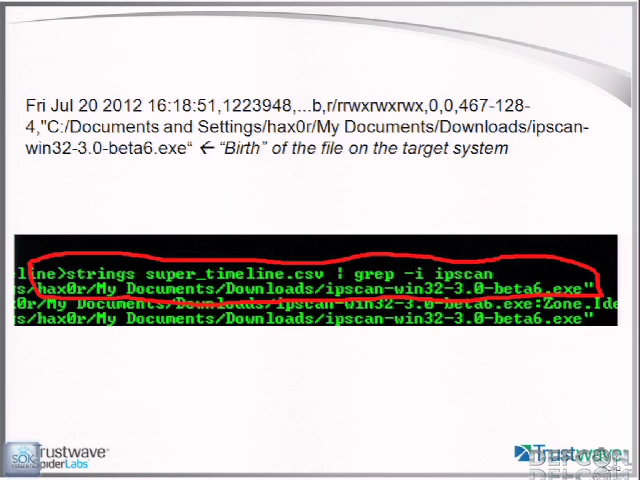 Fri Jul 20 2012 16:18:51,1223948,...b,r/rrwxrwxrwx,0,0,467-128-
4,"C:/Documents and Settings/hax0r/My Documents/Downloads/ipscan-
win32-3.0-beta6.exe“ ← “Birth” of the file on the target system
line>strings super_timeline.csv | grep -i ipscan
s/hax0r/My Documents/Downloads/ipscan-win32-3.0-beta6.exe"
s/hax0r/My Documents/Downloads/ipscan-win32-3.0-beta6.exe:Zone.Ide
s/hax0r/My Documents/Downloads/ipscan-win32-3.0-beta6.exe"
SOK
Trustwave
SpiderLabs
Trustwave
DEFCON